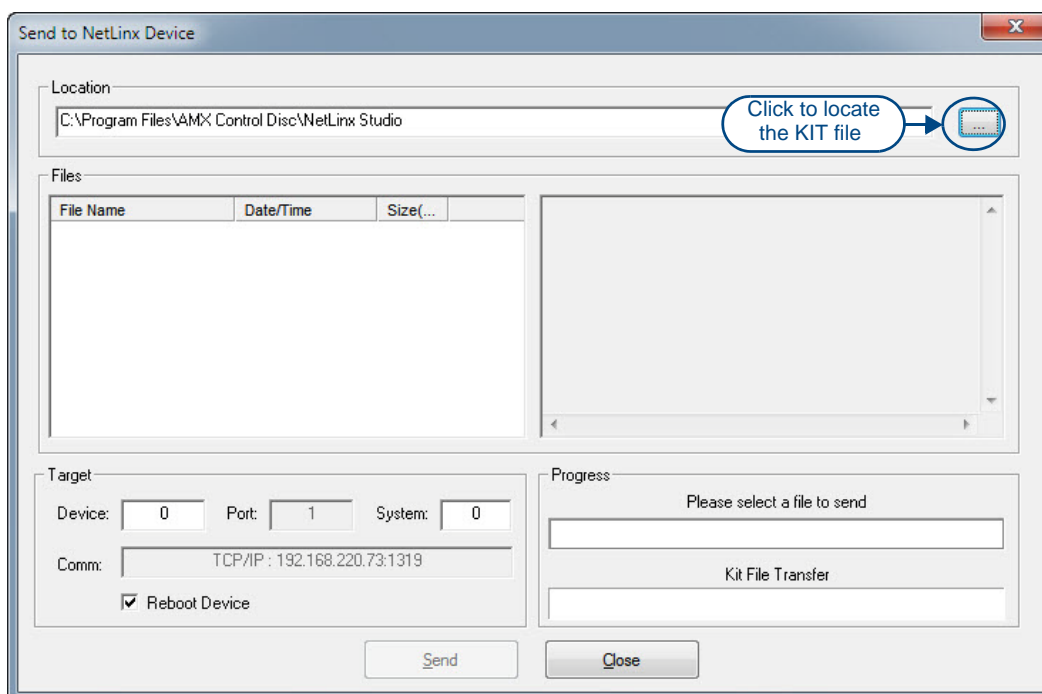 Send to NetLinx Device
Location
C:\Program Files\AMX Control Disc\NetLinx Studio
Click to locate
the KIT file
...
Files
File Name Date/Time Size(...
Target
Device: 0 Port: 1 System: 0
Comm: TCP/IP : 192.168.220.73:1319
Reboot Device
Progress
Please select a file to send
Kit File Transfer
Send Close